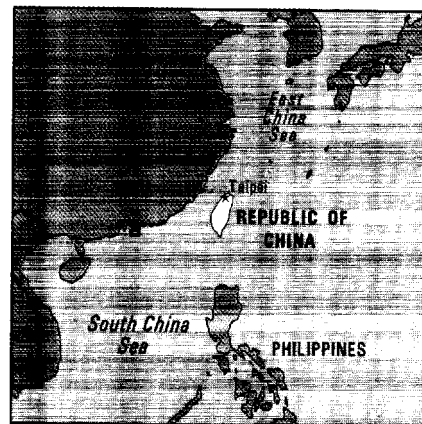 East
China
Sea
Taipei
REPUBLIC OF
CHINA
South China
Sea
PHILIPPINES